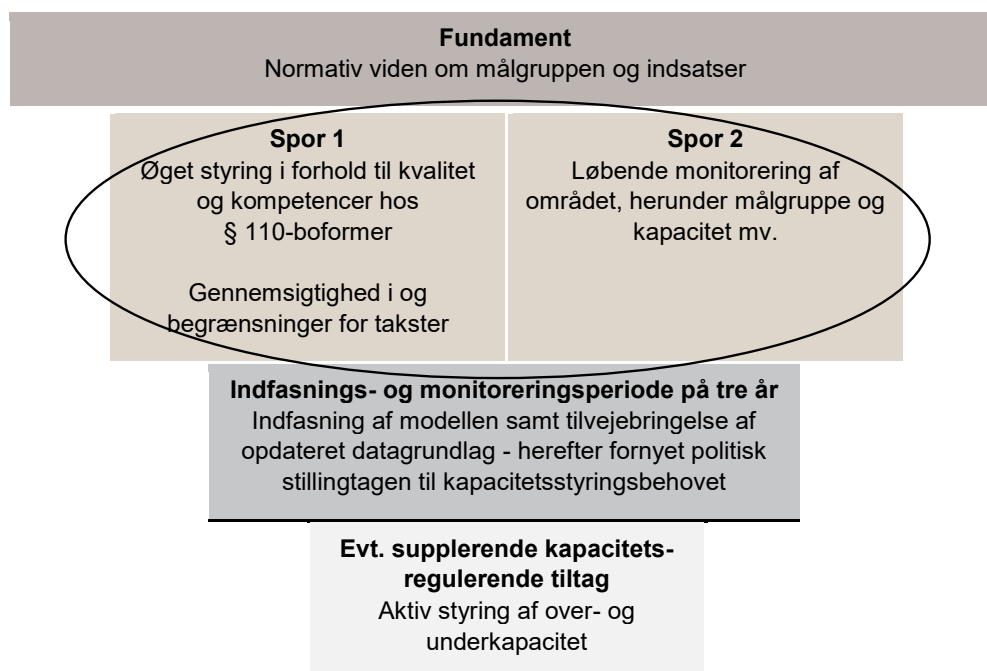 Fundament
Normativ viden om målgruppen og indsatser
Spor 1
Øget styring i forhold til kvalitet
og kompetencer hos
§ 110-boformer
Gennemsigtighed i og
begrænsninger for takster
Spor 2
Løbende monitorering af
området, herunder målgruppe og
kapacitet mv.
Indfasnings- og monitoreringsperiode på tre år
Indfasning af modellen samt tilvejebringelse af
opdateret datagrundlag - herefter fornyet politisk
stillingtagen til kapacitetsstyringsbehovet
Evt. supplerende kapacitets-
regulerende tiltag
Aktiv styring af over- og
underkapacitet